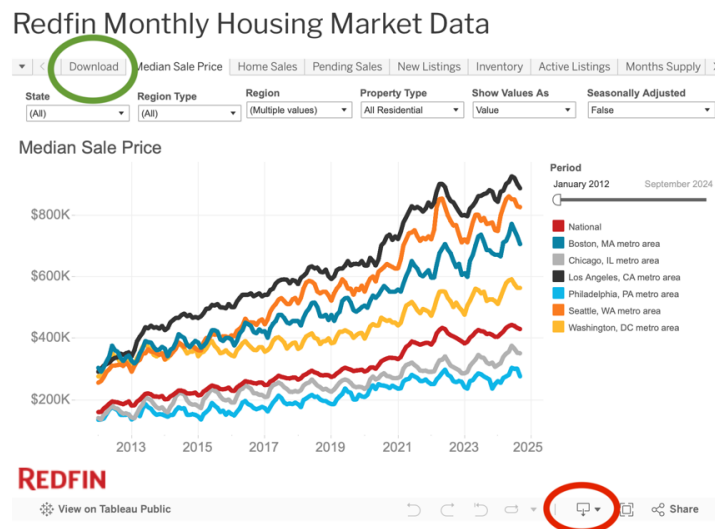 Redfin Monthly Housing Market Data
Download Median Sale Price Home Sales Pending Sales New Listings Inventory Active Listings Months Supply
State Region Type Region Property Type Show Values As Seasonally Adjusted
(All) (All) (Multiple values) All Residential Value False
Median Sale Price
Period
January 2012 September 2024
$800K
$600K
$400K
$200K
National
Boston, MA metro area
Chicago, IL metro area
Los Angeles, CA metro area
Philadelphia, PA metro area
Seattle, WA metro area
Washington, DC metro area
2013 2015 2017 2019 2021 2023 2025
REDFIN
View on Tableau Public Share